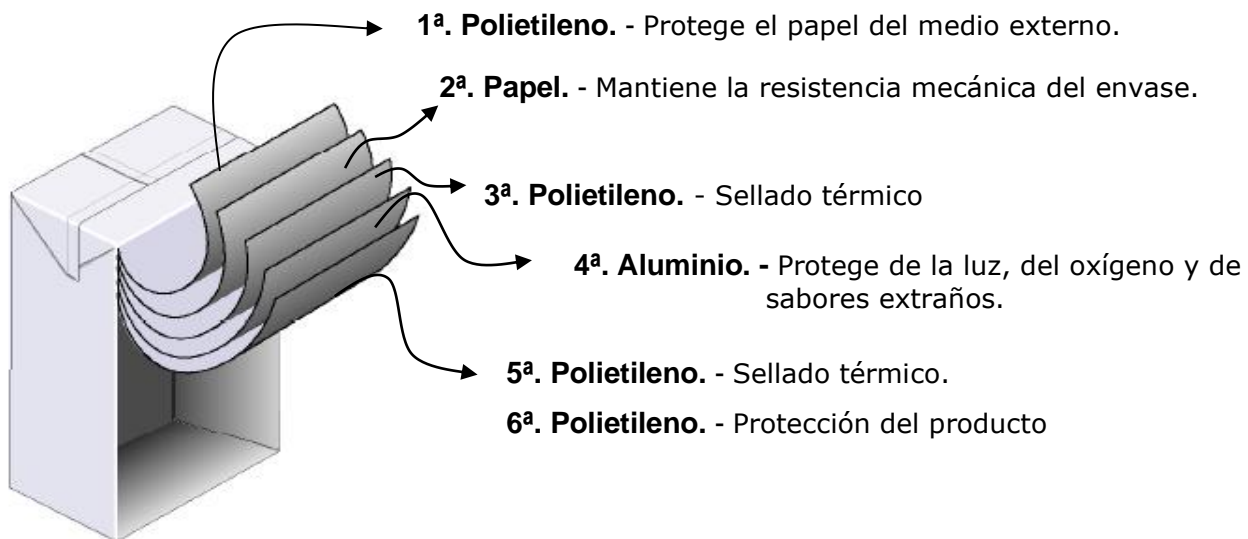 1ª. Polietileno. - Protege el papel del medio externo.
2ª. Papel. - Mantiene la resistencia mecánica del envase.
3ª. Polietileno. - Sellado térmico
4ª. Aluminio. - Protege de la luz, del oxígeno y de
sabores extraños.
5ª. Polietileno. - Sellado térmico.
6ª. Polietileno. - Protección del producto